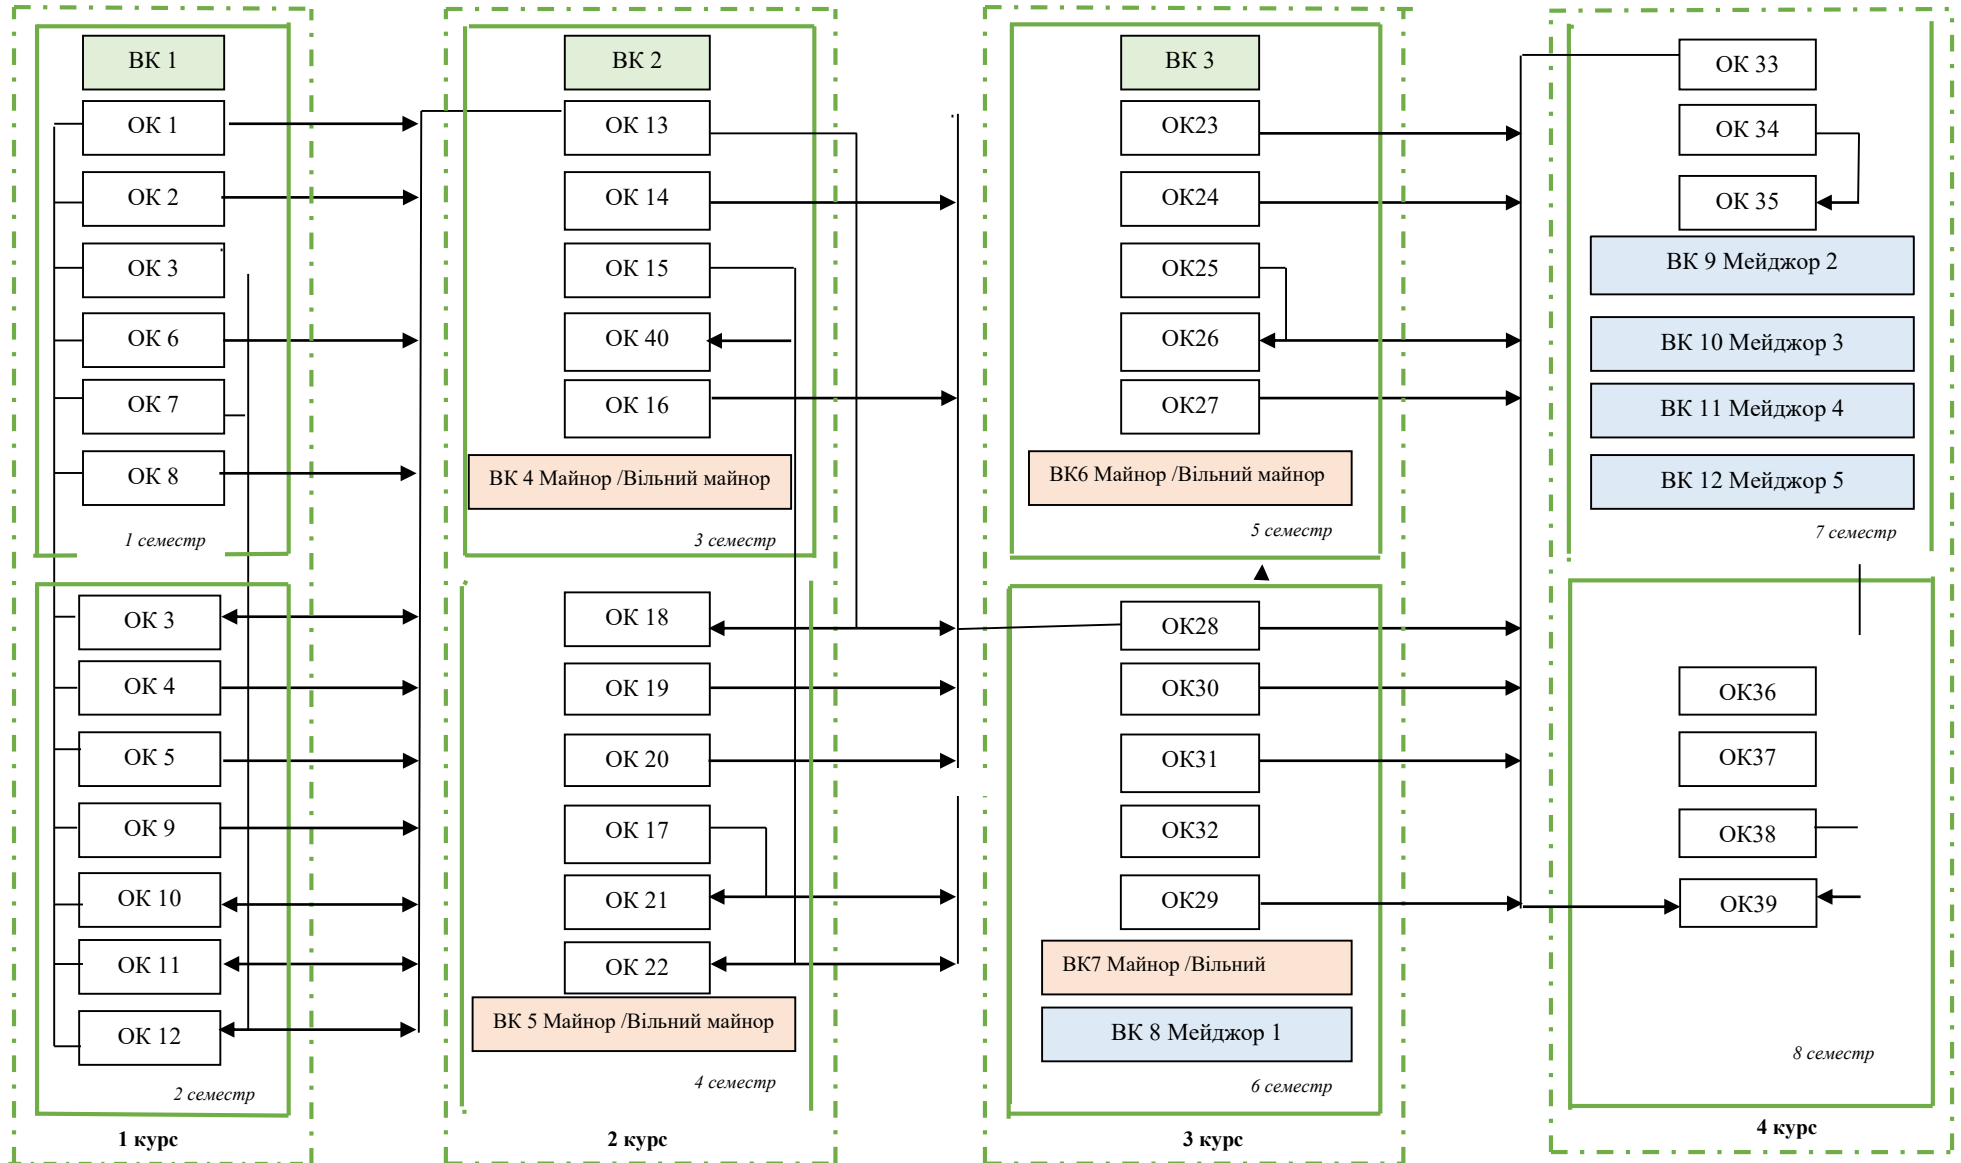 ВК 1
ОК 1
ОК 2
ОК 3
ОК 6
ОК 7
ОК 8
1 семестр
ОК 3
ОК 4
ОК 5
ОК 9
ОК 10
ОК 11
ОК 12
2 семестр
1 курс
ВК 2
ОК 13
ОК 14
ОК 15
ОК 40
ОК 16
ВК 4 Майнор /Вільний майнор
3 семестр
ОК 18
ОК 19
ОК 20
ОК 17
ОК 21
ОК 22
ВК 5 Майнор /Вільний майнор
4 семестр
2 курс
ВК 3
ОК23
ОК24
ОК25
ОК26
ОК27
ВК6 Майнор /Вільний майнор
5 семестр
ОК28
ОК30
ОК31
ОК32
ОК29
ВК7 Майнор /Вільний
ВК 8 Мейджор 1
6 семестр
3 курс
ОК 33
ОК 34
ОК 35
ВК 9 Мейджор 2
ВК 10 Мейджор 3
ВК 11 Мейджор 4
ВК 12 Мейджор 5
7 семестр
ОК36
ОК37
ОК38
ОК39
8 семестр
4 курс